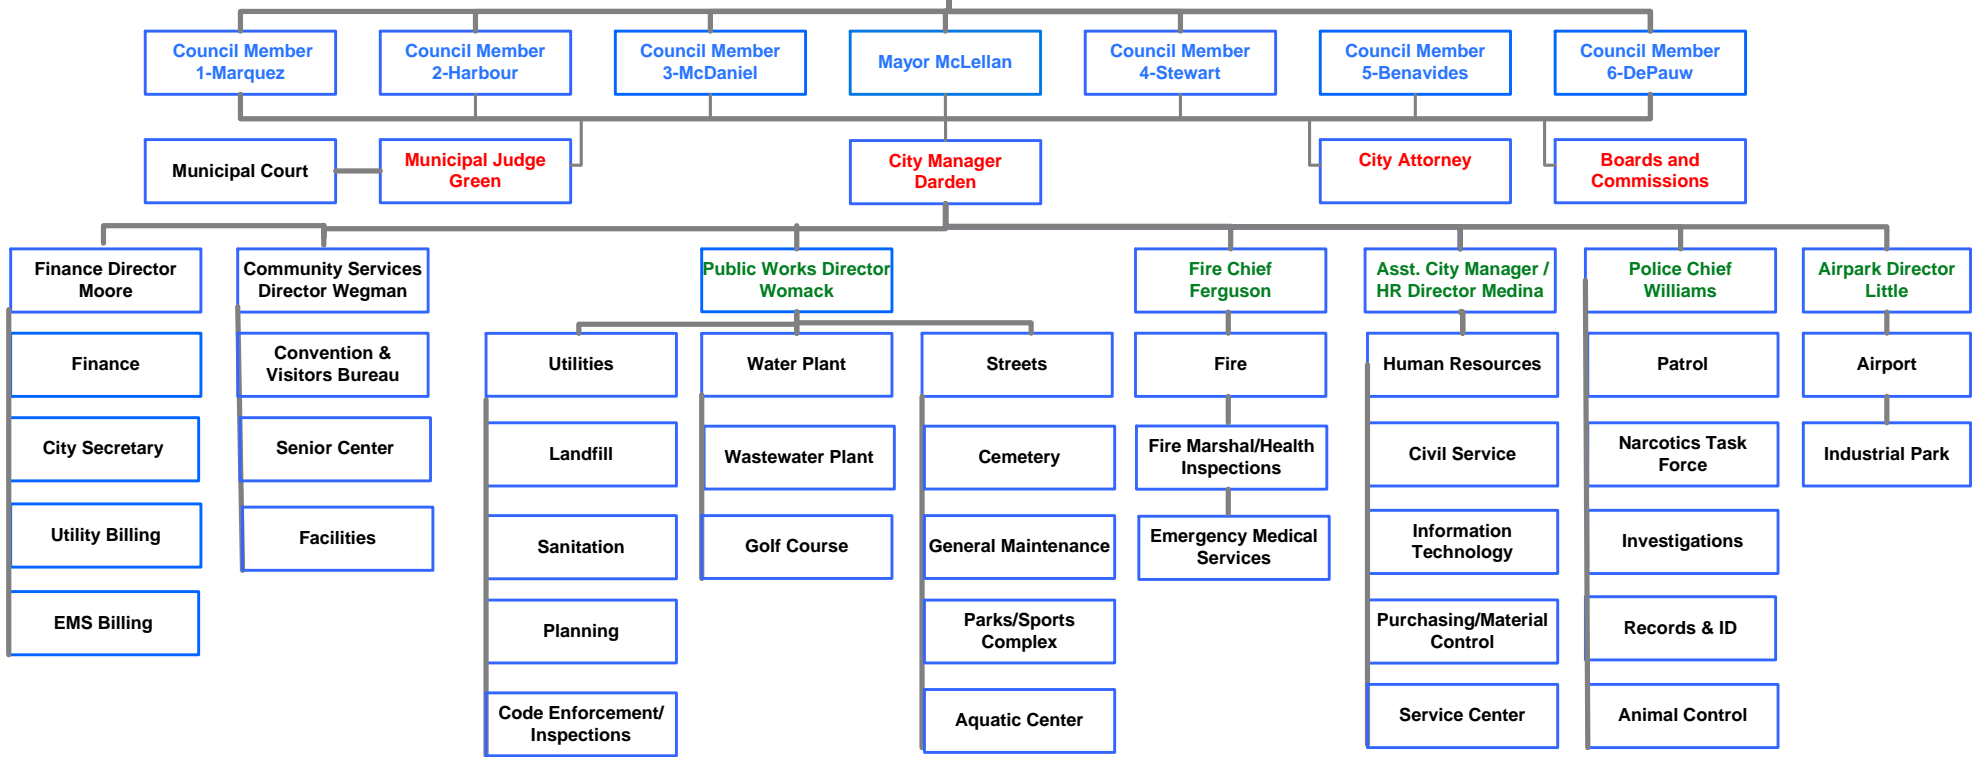 Council Member
1-Marquez
Council Member
2-Harbour
Council Member
3-McDaniel
Mayor McLellan
Council Member
4-Stewart
Council Member
5-Benavides
Council Member
6-DePauw
Municipal Court
Municipal Judge
Green
City Manager
Darden
City Attorney
Boards and
Commissions
Finance Director
Moore
Community Services
Director Wegman
Public Works Director
Womack
Fire Chief
Ferguson
Asst. City Manager /
HR Director Medina
Police Chief
Williams
Airpark Director
Little
Finance
City Secretary
Utility Billing
EMS Billing
Convention &
Visitors Bureau
Senior Center
Facilities
Utilities
Landfill
Sanitation
Planning
Code Enforcement/
Inspections
Water Plant
Wastewater Plant
Golf Course
Streets
Cemetery
General Maintenance
Parks/Sports
Complex
Aquatic Center
Fire
Fire Marshal/Health
Inspections
Emergency Medical
Services
Human Resources
Civil Service
Information
Technology
Purchasing/Material
Control
Service Center
Patrol
Narcotics Task
Force
Investigations
Records & ID
Animal Control
Airport
Industrial Park